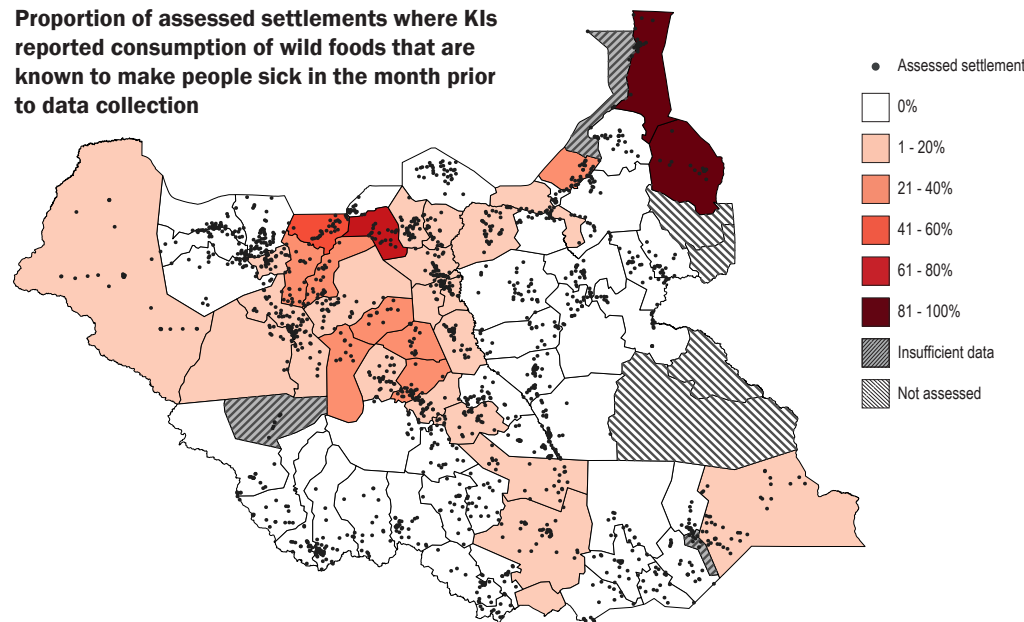 Proportion of assessed settlements where KIs
reported consumption of wild foods that are
known to make people sick in the month prior
to data collection
Assessed settlement
0%
1 - 20%
21 - 40%
41 - 60%
61 - 80%
81 - 100%
Insufficient data
Not assessed